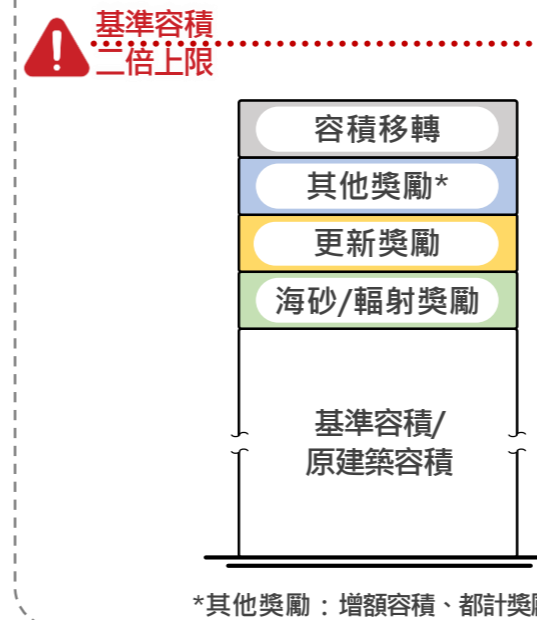 基準容積
二倍上限
容積移轉
其他獎勵*
更新獎勵
海砂/輻射獎勵
基準容積/
原建築容積
*其他獎勵：增額容積、都計獎